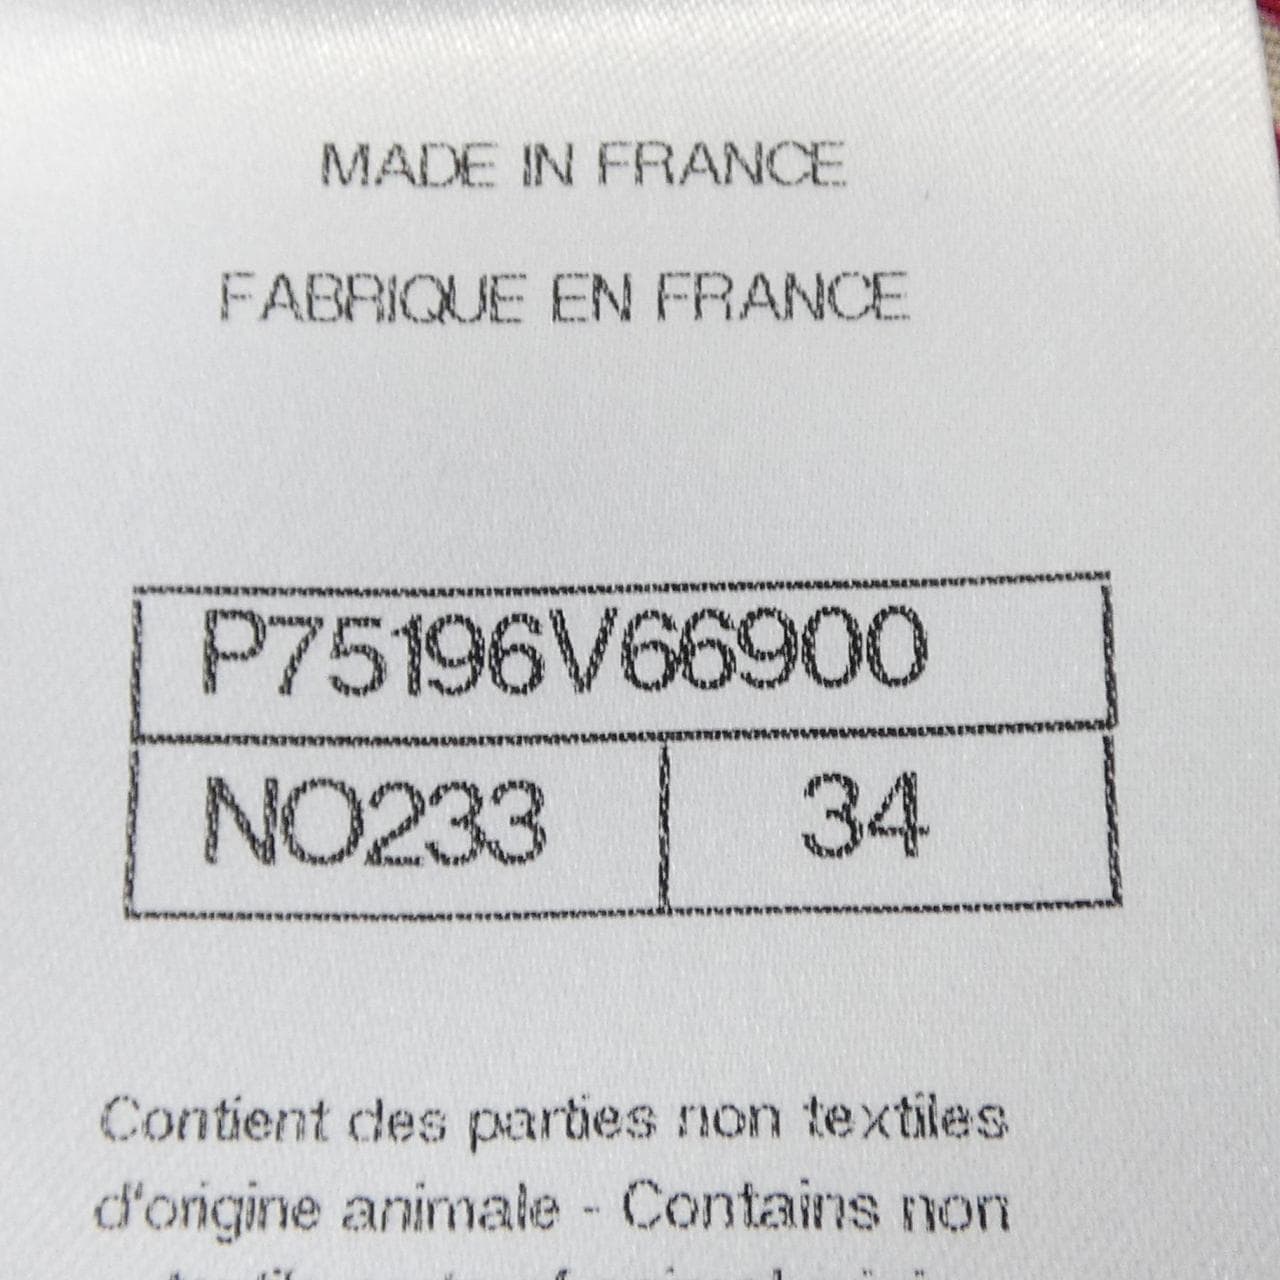 MADE IN FRANCE
FABRIQUE EN FRANCE
P75196V66900
NO233 34
Contient des parties non textiles
d'origine animale - Contains non